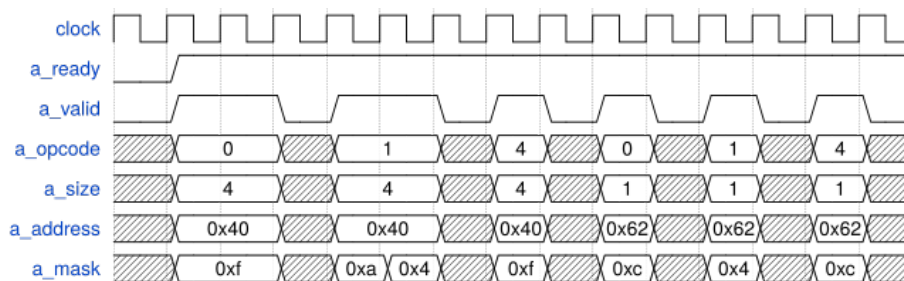 clock
a_ready
a_valid
a_opcode 0 1 4 0 1 4
a_size 4 4 4 1 1 1
a_address 0x40 0x40 0x40 0x62 0x62 0x62
a_mask 0xf 0xa 0x4 0xf 0xc 0x4 0xc